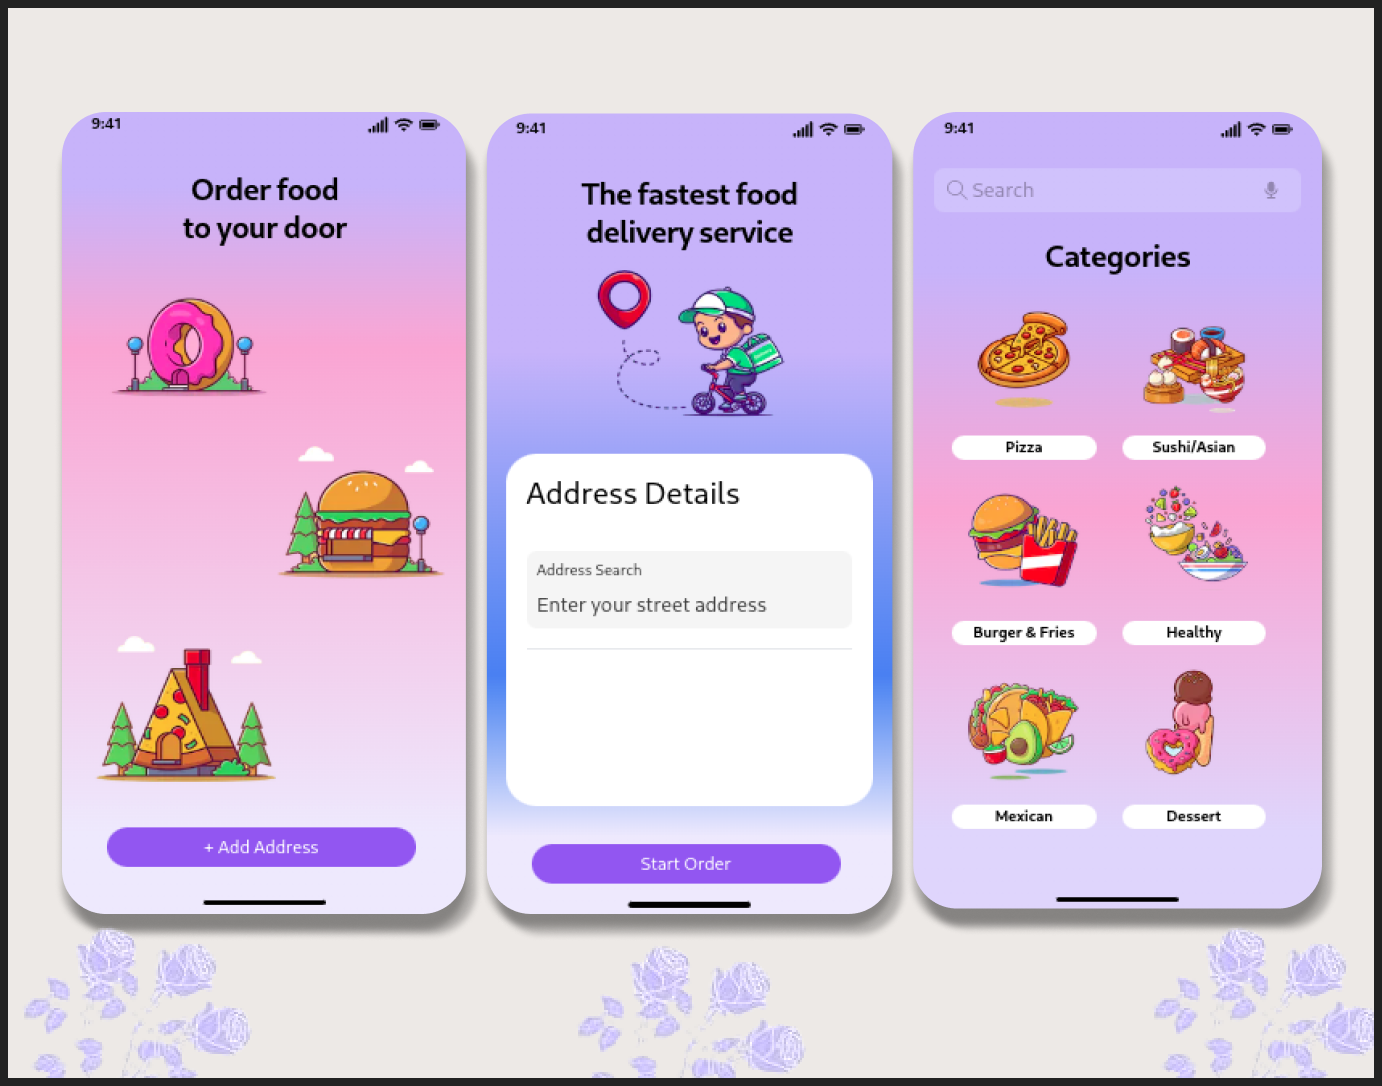 9:41
Order food
to your door
+ Add Address
9:41
The fastest food
delivery service
Address Details
Address Search
Enter your street address
Start Order
9:41
Search
Categories
Pizza
Sushi/Asian
Burger & Fries
Healthy
Mexican
Dessert